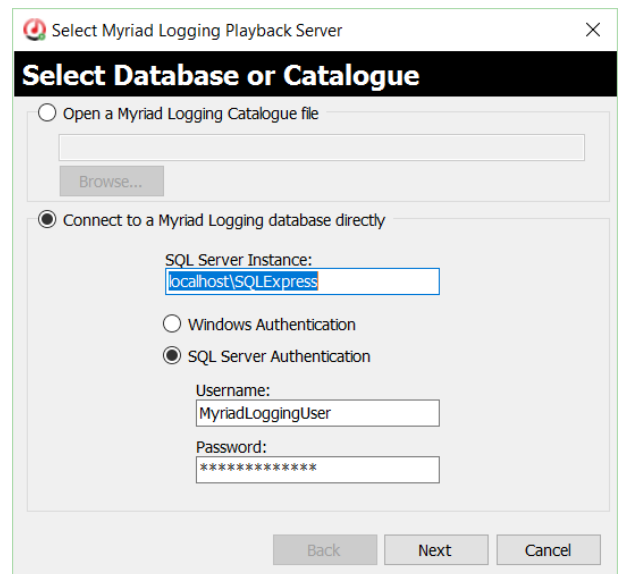 Select Myriad Logging Playback Server
Select Database or Catalogue
Open a Myriad Logging Catalogue file
Browse...
Connect to a Myriad Logging database directly
SQL Server Instance:
localhost\SQLExpress
Windows Authentication
SQL Server Authentication
Username:
MyriadLoggingUser
Password:
*************
Back
Next
Cancel